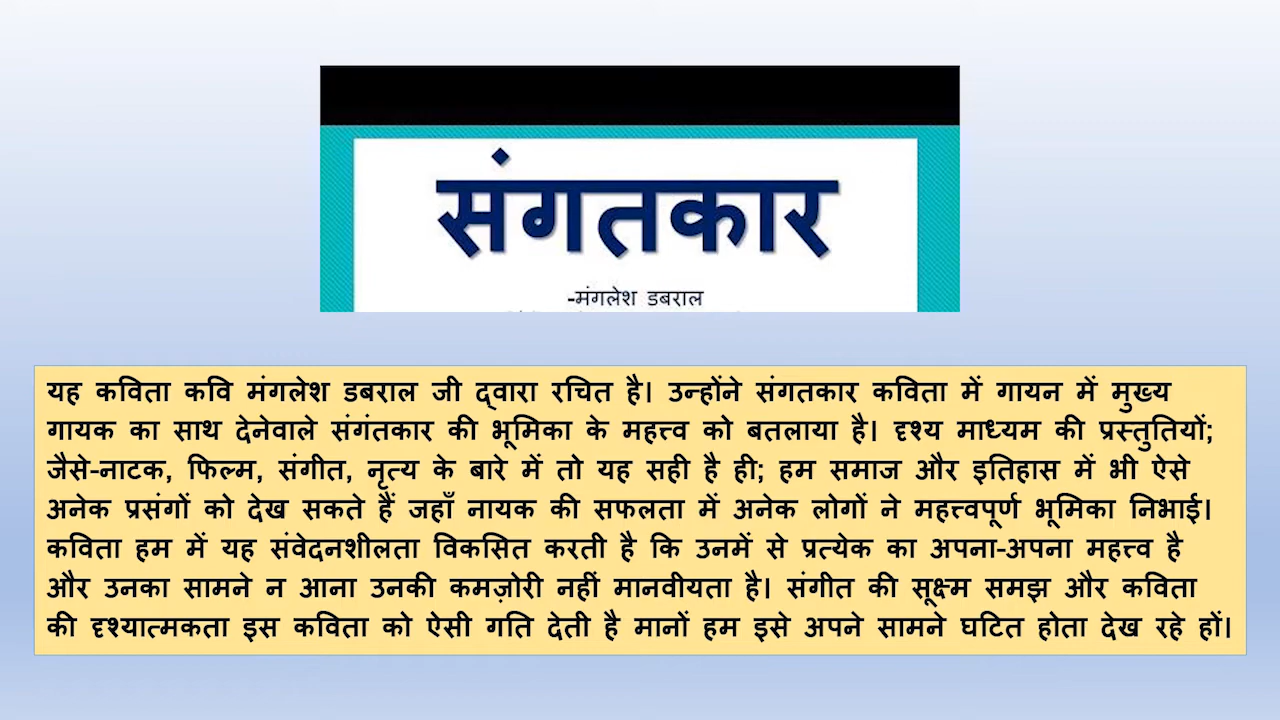 संगतकार
-मंगलेश डबराल
यह कविता कवि मंगलेश डबराल जी द्वारा रचित है। उन्होंने संगतकार कविता में गायन में मुख्य
गायक का साथ देनेवाले संगंतकार की भूमिका के महत्त्व को बतलाया है। दृश्य माध्यम की प्रस्तुतियों;
जैसे-नाटक, फिल्म, संगीत, नृत्य के बारे में तो यह सही है ही; हम समाज और इतिहास में भी ऐसे
अनेक प्रसंगों को देख सकते हैं जहाँ नायक की सफलता में अनेक लोगों ने महत्त्वपूर्ण भूमिका निभाई।
कविता हम में यह संवेदनशीलता विकसित करती है कि उनमें से प्रत्येक का अपना-अपना महत्त्व है
और उनका सामने न आना उनकी कमज़ोरी नहीं मानवीयता है। संगीत की सूक्ष्म समझ और कविता
की दृश्यात्मकता इस कविता को ऐसी गति देती है मानों हम इसे अपने सामने घटित होता देख रहे हों।